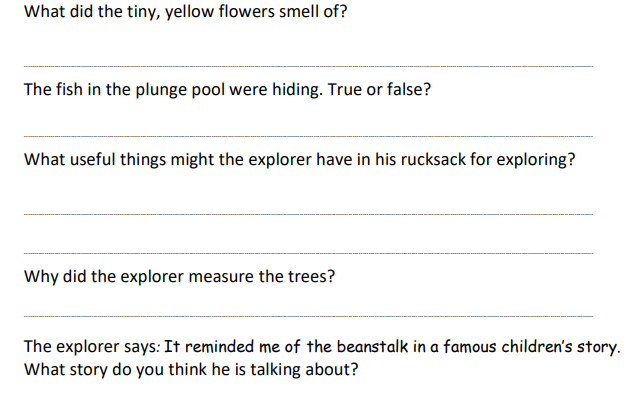 What did the tiny, yellow flowers smell of?
The fish in the plunge pool were hiding. True or false?
What useful things might the explorer have in his rucksack for exploring?
Why did the explorer measure the trees?
The explorer says: It reminded me of the beanstalk in a famous children's story.
What story do you think he is talking about?